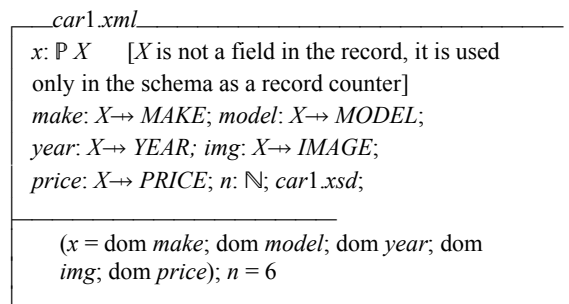 car1.xml
x: ℙ X [X is not a field in the record, it is used
only in the schema as a record counter]
make: X⇸ MAKE; model: X⇸ MODEL;
year: X⇸ YEAR; img: X⇸ IMAGE;
price: X⇸ PRICE; n: ℕ; car1.xsd;
(x = dom make; dom model; dom year; dom
img; dom price); n = 6